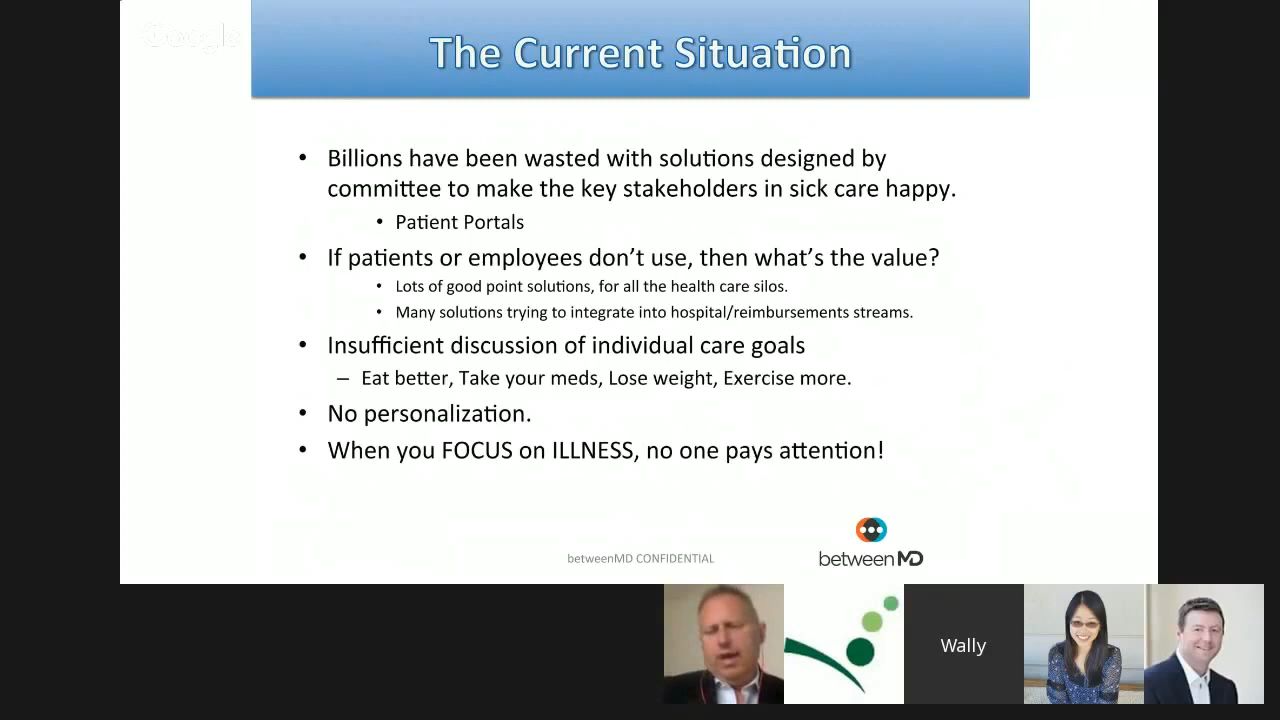 Google
The Current Situation
• Billions have been wasted with solutions designed by
committee to make the key stakeholders in sick care happy.
• Patient Portals
• If patients or employees don’t use, then what’s the value?
• Lots of good point solutions, for all the health care silos.
• Many solutions trying to integrate into hospital/reimbursements streams.
• Insufficient discussion of individual care goals
– Eat better, Take your meds, Lose weight, Exercise more.
• No personalization.
• When you FOCUS on ILLNESS, no one pays attention!
betweenMD CONFIDENTIAL
betweenMD
Wally